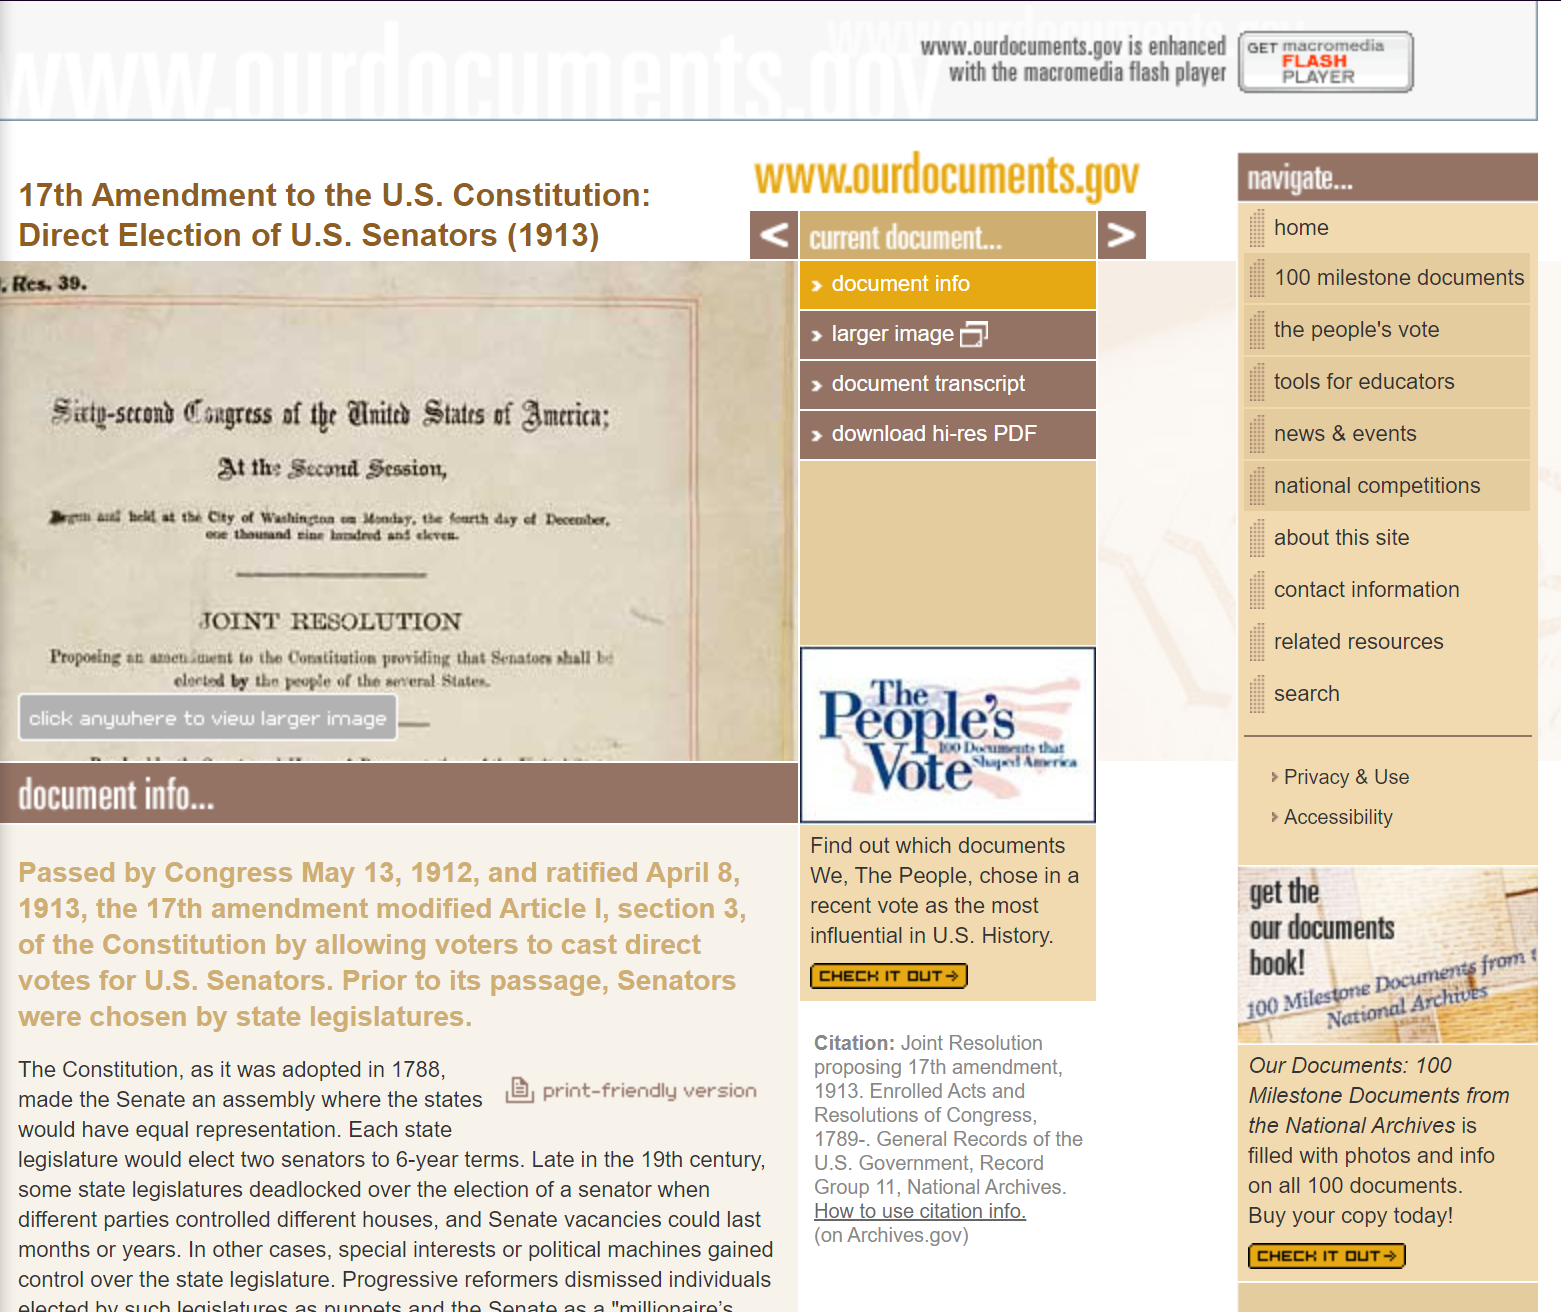 www.ourdocuments.gov
www.ourdocuments.gov
www.ourdocuments.gov is enhanced
with the macromedia flash player
GET macromedia
FLASH
PLAYER
17th Amendment to the U.S. Constitution:
Direct Election of U.S. Senators (1913)
. Res. 39.
Sixty-second Congress of the United States of America;
At the Second Session,
Begun and held at the City of Washington on Monday, the fourth day of December,
one thousand nine hundred and eleven.
JOINT RESOLUTION
Proposing an amendment to the Constitution providing that Senators shall be
elected by the people of the several States.
click anywhere to view larger image
document info...
Passed by Congress May 13, 1912, and ratified April 8,
1913, the 17th amendment modified Article I, section 3,
of the Constitution by allowing voters to cast direct
votes for U.S. Senators. Prior to its passage, Senators
were chosen by state legislatures.
print-friendly version
The Constitution, as it was adopted in 1788,
made the Senate an assembly where the states
would have equal representation. Each state
legislature would elect two senators to 6-year terms. Late in the 19th century,
some state legislatures deadlocked over the election of a senator when
different parties controlled different houses, and Senate vacancies could last
months or years. In other cases, special interests or political machines gained
control over the state legislature. Progressive reformers dismissed individuals
elected by such legislatures as puppets and the Senate as a "millionaire's
www.ourdocuments.gov
< current document... >
document info
larger image
document transcript
download hi-res PDF
The
People's
Vote
100 Documents that
Shaped America
Find out which documents
We, The People, chose in a
recent vote as the most
influential in U.S. History.
CHECK IT OUT
Citation: Joint Resolution
proposing 17th amendment,
1913. Enrolled Acts and
Resolutions of Congress,
1789-. General Records of the
U.S. Government, Record
Group 11, National Archives.
How to use citation info.
(on Archives.gov)
navigate...
home
100 milestone documents
the people's vote
tools for educators
news & events
national competitions
about this site
contact information
related resources
search
Privacy & Use
Accessibility
get the
our documents
book!
100 Milestone Documents from t
National Archives
Our Documents: 100
Milestone Documents from
the National Archives is
filled with photos and info
on all 100 documents.
Buy your copy today!
CHECK IT OUT